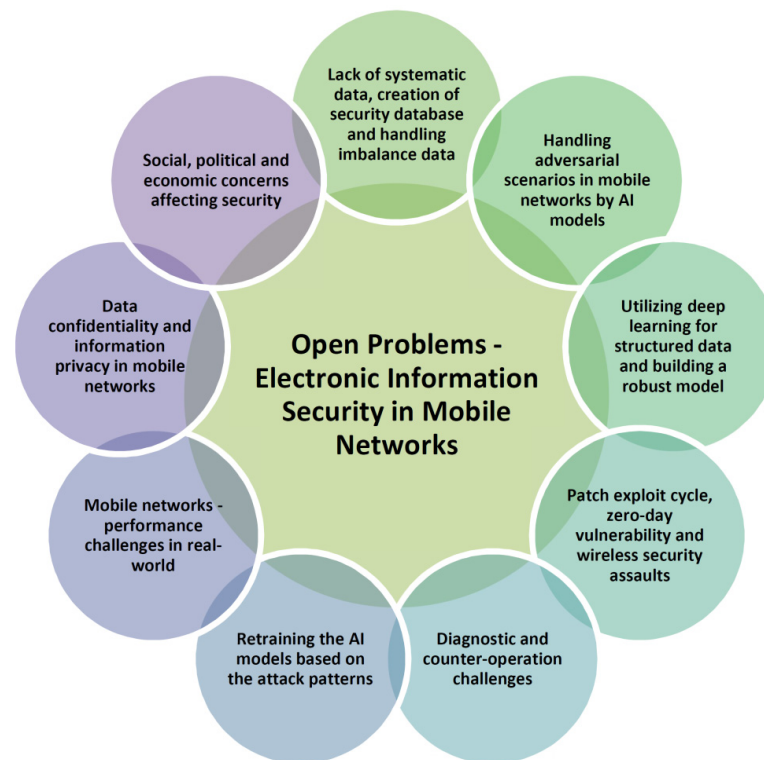 Lack of systematic
data, creation of
security database
and handling
imbalance data
Handling
adversarial
scenarios in mobile
networks by AI
models
Utilizing deep
learning for
structured data
and building a
robust model
Patch exploit cycle,
zero-day
vulnerability and
wireless security
assaults
Diagnostic and
counter-operation
challenges
Retraining the AI
models based on
the attack patterns
Mobile networks -
performance
challenges in real-
world
Data
confidentiality and
information
privacy in mobile
networks
Social, political and
economic concerns
affecting security
Open Problems -
Electronic Information
Security in Mobile
Networks